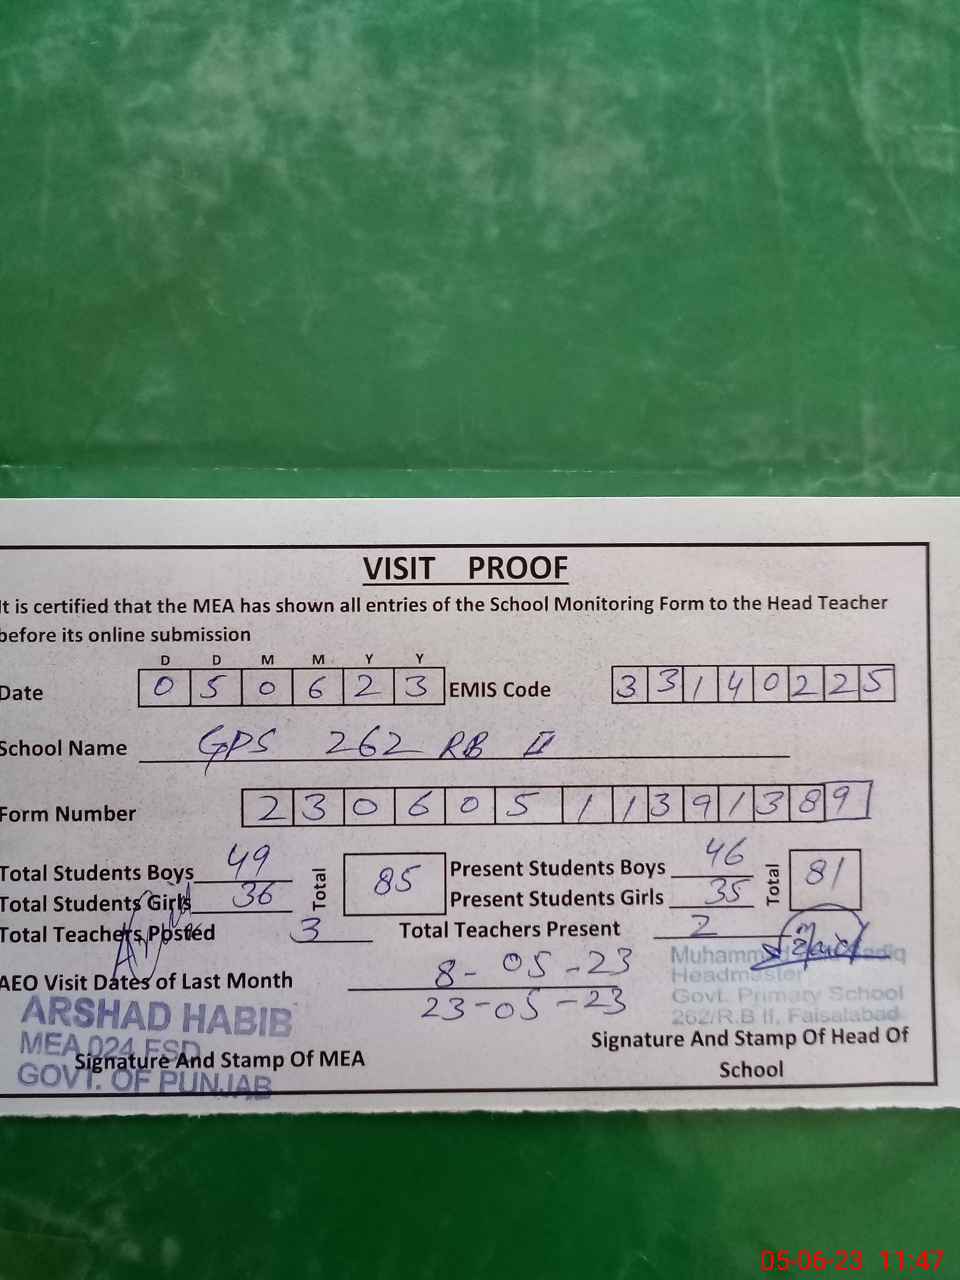 VISIT PROOF
It is certified that the MEA has shown all entries of the School Monitoring Form to the Head Teacher
before its online submission
D D M M Y Y
Date 0 5 0 6 2 3 EMIS Code 3 3 1 4 0 2 2 5
School Name GPS 262 RB II
Form Number 2 3 0 6 0 5 1 1 3 9 1 3 8 9
Total Students Boys 49 Total 85 Present Students Boys 46 Total 81
Total Students Girls 36 Present Students Girls 35
Total Teachers Posted 3 Total Teachers Present 2
AEO Visit Dates of Last Month 8-05-23
23-05-23
Muhammad Sadiq
Headmaster
Govt. Primary School
262/R.B II, Faisalabad
ARSHAD HABIB
MEA 024 FSD
GOVT. OF PUNJAB
Signature And Stamp Of MEA
Signature And Stamp Of Head Of
School
05-06-23 11:47